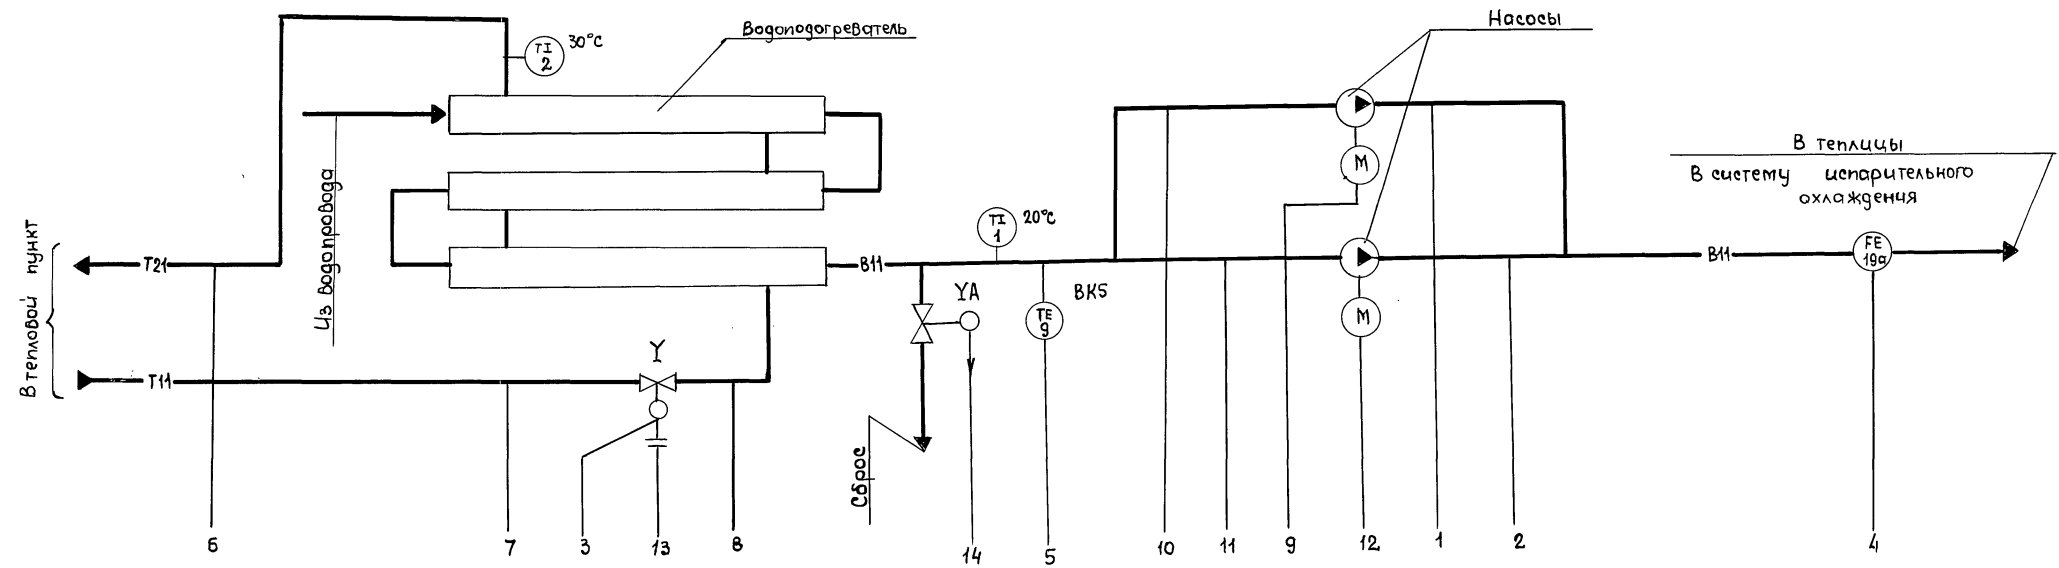 Насосы
Водоподогреватель
TI
2
30°C
M
В теплицы
В систему испарительного
охлаждения
Из водопровода
В тепловой пункт
TI
1
20°C
T21
B11
B11
FE
19а
YA
BK5
TE
9
M
Y
T11
Сброс
6
7
3
13
8
14
5
10
11
9
12
1
2
4